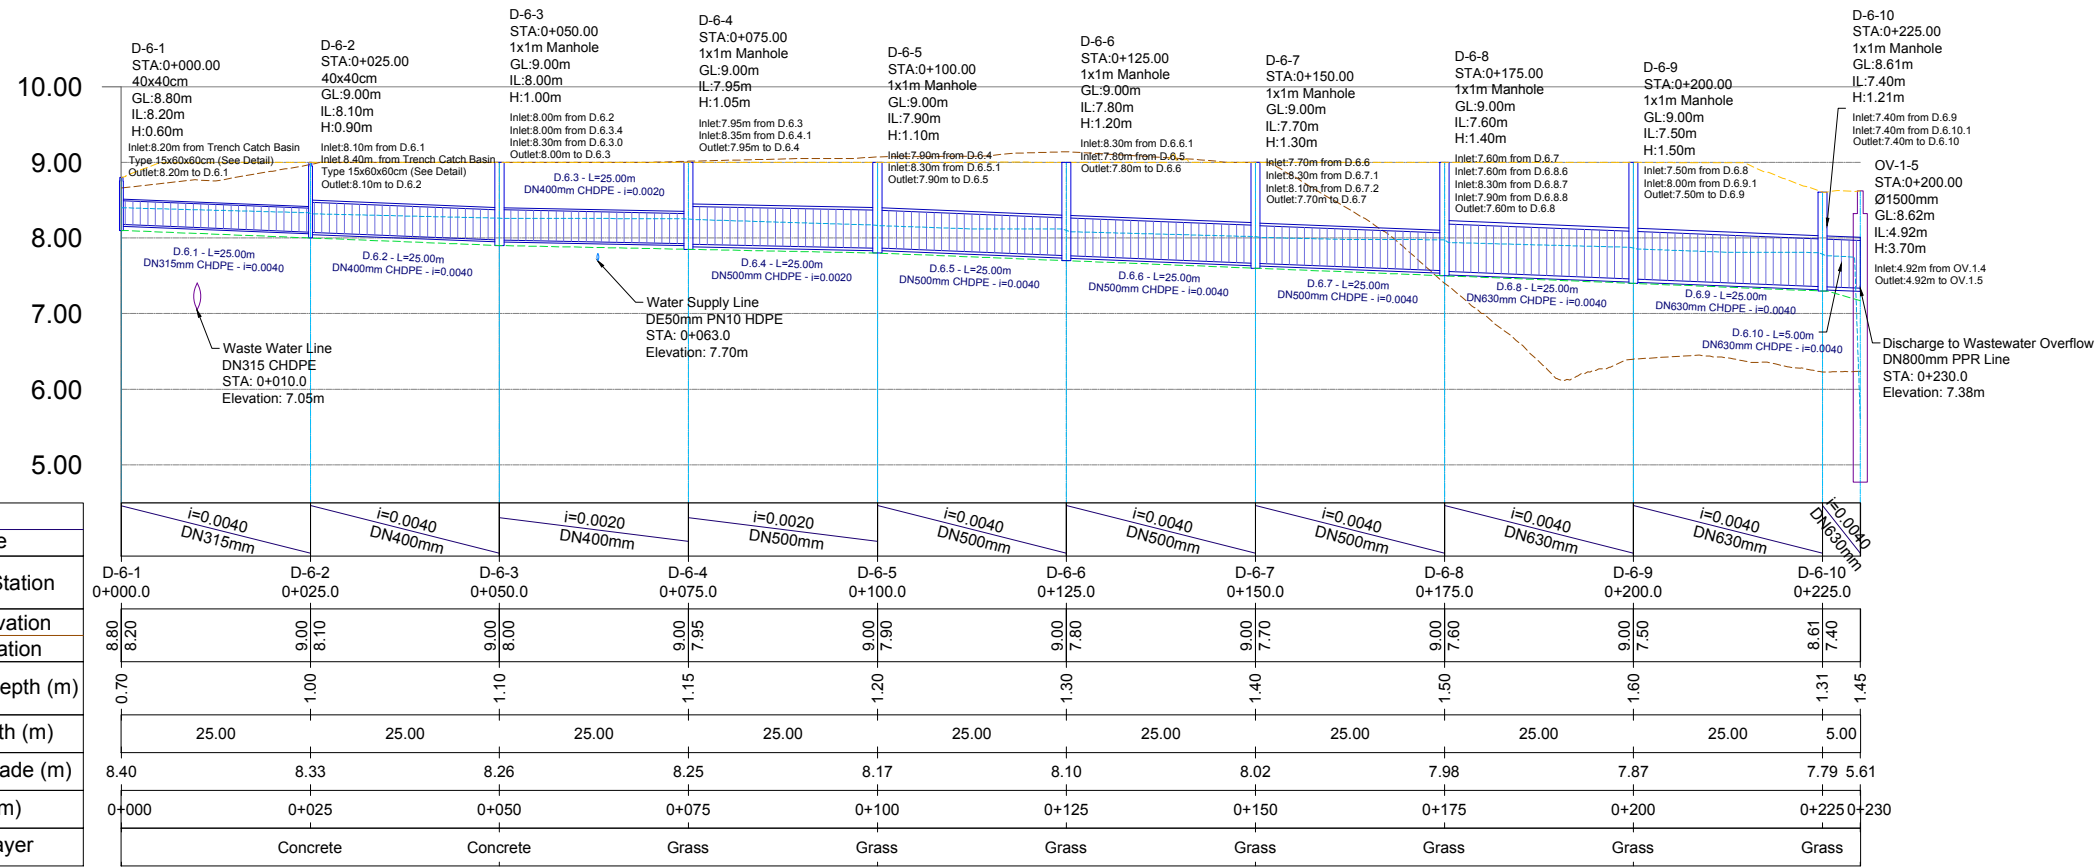 D-6-1
STA:0+000.00
40x40cm
GL:8.80m
IL:8.20m
H:0.60m
Inlet:8.20m from Trench Catch Basin
Type 15x60x60cm (See Detail)
Outlet:8.20m to D.6.1
D-6-2
STA:0+025.00
40x40cm
GL:9.00m
IL:8.10m
H:0.90m
Inlet:8.10m from D.6.1
Inlet:8.40m from Trench Catch Basin
Type 15x60x60cm (See Detail)
Outlet:8.10m to D.6.2
D-6-3
STA:0+050.00
1x1m Manhole
GL:9.00m
IL:8.00m
H:1.00m
Inlet:8.00m from D.6.2
Inlet:8.00m from D.6.3.4
Inlet:8.30m from D.6.3.0
Outlet:8.00m to D.6.3
D-6-4
STA:0+075.00
1x1m Manhole
GL:9.00m
IL:7.95m
H:1.05m
Inlet:7.95m from D.6.3
Inlet:8.35m from D.6.4.1
Outlet:7.95m to D.6.4
D-6-5
STA:0+100.00
1x1m Manhole
GL:9.00m
IL:7.90m
H:1.10m
Inlet:7.90m from D.6.4
Inlet:8.30m from D.6.5.1
Outlet:7.90m to D.6.5
D-6-6
STA:0+125.00
1x1m Manhole
GL:9.00m
IL:7.80m
H:1.20m
Inlet:8.30m from D.6.6.1
Inlet:7.80m from D.6.5
Outlet:7.80m to D.6.6
D-6-7
STA:0+150.00
1x1m Manhole
GL:9.00m
IL:7.70m
H:1.30m
Inlet:7.70m from D.6.6
Inlet:8.30m from D.6.7.1
Inlet:8.10m from D.6.7.2
Outlet:7.70m to D.6.7
D-6-8
STA:0+175.00
1x1m Manhole
GL:9.00m
IL:7.60m
H:1.40m
Inlet:7.60m from D.6.7
Inlet:7.60m from D.6.8.6
Inlet:8.30m from D.6.8.7
Inlet:7.90m from D.6.8.8
Outlet:7.60m to D.6.8
D-6-9
STA:0+200.00
1x1m Manhole
GL:9.00m
IL:7.50m
H:1.50m
Inlet:7.50m from D.6.8
Inlet:8.00m from D.6.9.1
Outlet:7.50m to D.6.9
D-6-10
STA:0+225.00
1x1m Manhole
GL:8.61m
IL:7.40m
H:1.21m
Inlet:7.40m from D.6.9
Inlet:7.40m from D.6.10.1
Outlet:7.40m to D.6.10
OV-1-5
STA:0+200.00
Ø1500mm
GL:8.62m
IL:4.92m
H:3.70m
Inlet:4.92m from OV.1.4
Outlet:4.92m to OV.1.5
10.00
9.00
8.00
7.00
6.00
5.00
D.6.1 - L=25.00m
DN315mm CHDPE - i=0.0040
D.6.2 - L=25.00m
DN400mm CHDPE - i=0.0040
D.6.3 - L=25.00m
DN400mm CHDPE - i=0.0020
D.6.4 - L=25.00m
DN500mm CHDPE - i=0.0020
D.6.5 - L=25.00m
DN500mm CHDPE - i=0.0040
D.6.6 - L=25.00m
DN500mm CHDPE - i=0.0040
D.6.7 - L=25.00m
DN500mm CHDPE - i=0.0040
D.6.8 - L=25.00m
DN630mm CHDPE - i=0.0040
D.6.9 - L=25.00m
DN630mm CHDPE - i=0.0040
D.6.10 - L=5.00m
DN630mm CHDPE - i=0.0040
Waste Water Line
DN315 CHDPE
STA: 0+010.0
Elevation: 7.05m
Water Supply Line
DE50mm PN10 HDPE
STA: 0+063.0
Elevation: 7.70m
Discharge to Wastewater Overflow
DN800mm PPR Line
STA: 0+230.0
Elevation: 7.38m
e
i=0.0040 i=0.0040 i=0.0020 i=0.0020 i=0.0040 i=0.0040 i=0.0040 i=0.0040 i=0.0040 i=0.0040
DN315mm DN400mm DN400mm DN500mm DN500mm DN500mm DN500mm DN630mm DN630mm DN630mm
Station
D-6-1 D-6-2 D-6-3 D-6-4 D-6-5 D-6-6 D-6-7 D-6-8 D-6-9 D-6-10
0+000.0 0+025.0 0+050.0 0+075.0 0+100.0 0+125.0 0+150.0 0+175.0 0+200.0 0+225.0
vation
8.80 9.00 9.00 9.00 9.00 9.00 9.00 9.00 9.00 8.61
ation
8.20 8.10 8.00 7.95 7.90 7.80 7.70 7.60 7.50 7.40
epth (m)
0.70 1.00 1.10 1.15 1.20 1.30 1.40 1.50 1.60 1.31 1.45
th (m)
25.00 25.00 25.00 25.00 25.00 25.00 25.00 25.00 25.00 5.00
ade (m)
8.40 8.33 8.26 8.25 8.17 8.10 8.02 7.98 7.87 7.79 5.61
m)
0+000 0+025 0+050 0+075 0+100 0+125 0+150 0+175 0+200 0+225 0+230
ayer
Concrete Concrete Grass Grass Grass Grass Grass Grass Grass